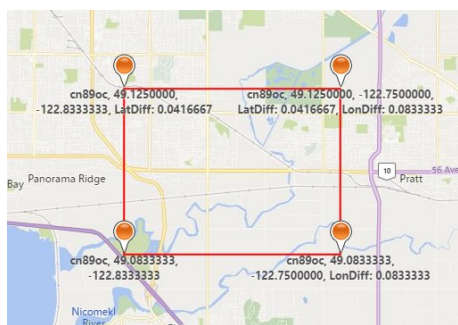 cn89oc, 49.1250000,
-122.8333333, LatDiff: 0.0416667
cn89oc, 49.1250000, -122.7500000,
LatDiff: 0.0416667, LonDiff: 0.0833333
10
56 Ave
Bay
Panorama Ridge
Pratt
cn89oc, 49.0833333,
-122.8333333
cn89oc, 49.0833333,
-122.7500000, LonDiff: 0.0833333
Nicomekl
River